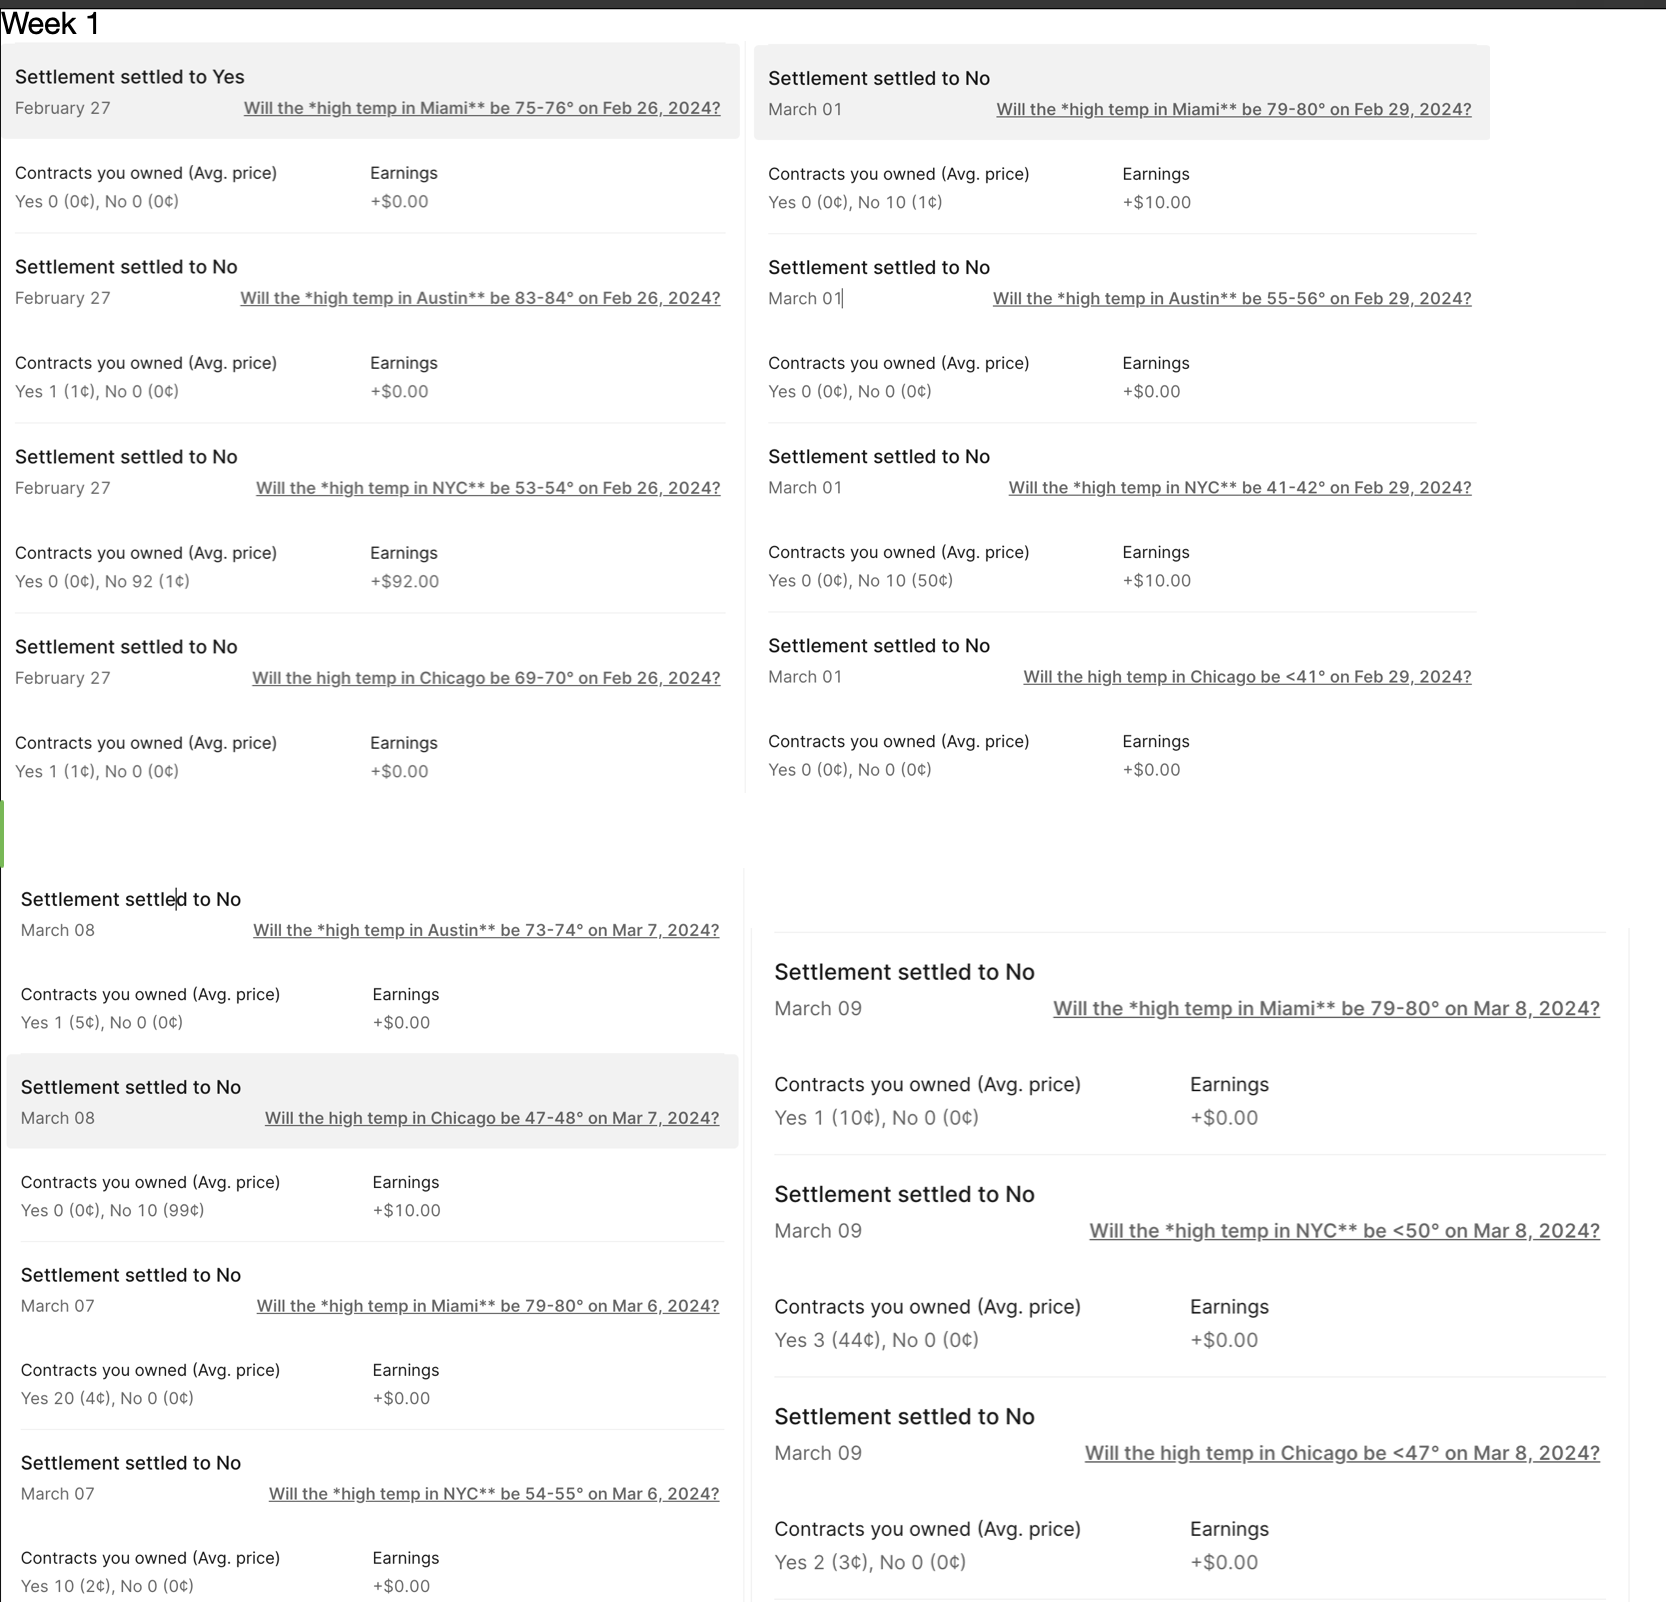 Week 1
Settlement settled to Yes
February 27 Will the *high temp in Miami** be 75-76° on Feb 26, 2024?
Contracts you owned (Avg. price) Earnings
Yes 0 (0¢), No 0 (0¢) +$0.00
Settlement settled to No
February 27 Will the *high temp in Austin** be 83-84° on Feb 26, 2024?
Contracts you owned (Avg. price) Earnings
Yes 1 (1¢), No 0 (0¢) +$0.00
Settlement settled to No
February 27 Will the *high temp in NYC** be 53-54° on Feb 26, 2024?
Contracts you owned (Avg. price) Earnings
Yes 0 (0¢), No 92 (1¢) +$92.00
Settlement settled to No
February 27 Will the high temp in Chicago be 69-70° on Feb 26, 2024?
Contracts you owned (Avg. price) Earnings
Yes 1 (1¢), No 0 (0¢) +$0.00
Settlement settled to No
March 01 Will the *high temp in Miami** be 79-80° on Feb 29, 2024?
Contracts you owned (Avg. price) Earnings
Yes 0 (0¢), No 10 (1¢) +$10.00
Settlement settled to No
March 01 Will the *high temp in Austin** be 55-56° on Feb 29, 2024?
Contracts you owned (Avg. price) Earnings
Yes 0 (0¢), No 0 (0¢) +$0.00
Settlement settled to No
March 01 Will the *high temp in NYC** be 41-42° on Feb 29, 2024?
Contracts you owned (Avg. price) Earnings
Yes 0 (0¢), No 10 (50¢) +$10.00
Settlement settled to No
March 01 Will the high temp in Chicago be <41° on Feb 29, 2024?
Contracts you owned (Avg. price) Earnings
Yes 0 (0¢), No 0 (0¢) +$0.00
Settlement settled to No
March 08 Will the *high temp in Austin** be 73-74° on Mar 7, 2024?
Contracts you owned (Avg. price) Earnings
Yes 1 (5¢), No 0 (0¢) +$0.00
Settlement settled to No
March 08 Will the high temp in Chicago be 47-48° on Mar 7, 2024?
Contracts you owned (Avg. price) Earnings
Yes 0 (0¢), No 10 (99¢) +$10.00
Settlement settled to No
March 07 Will the *high temp in Miami** be 79-80° on Mar 6, 2024?
Contracts you owned (Avg. price) Earnings
Yes 20 (4¢), No 0 (0¢) +$0.00
Settlement settled to No
March 07 Will the *high temp in NYC** be 54-55° on Mar 6, 2024?
Contracts you owned (Avg. price) Earnings
Yes 10 (2¢), No 0 (0¢) +$0.00
Settlement settled to No
March 09 Will the *high temp in Miami** be 79-80° on Mar 8, 2024?
Contracts you owned (Avg. price) Earnings
Yes 1 (10¢), No 0 (0¢) +$0.00
Settlement settled to No
March 09 Will the *high temp in NYC** be <50° on Mar 8, 2024?
Contracts you owned (Avg. price) Earnings
Yes 3 (44¢), No 0 (0¢) +$0.00
Settlement settled to No
March 09 Will the high temp in Chicago be <47° on Mar 8, 2024?
Contracts you owned (Avg. price) Earnings
Yes 2 (3¢), No 0 (0¢) +$0.00